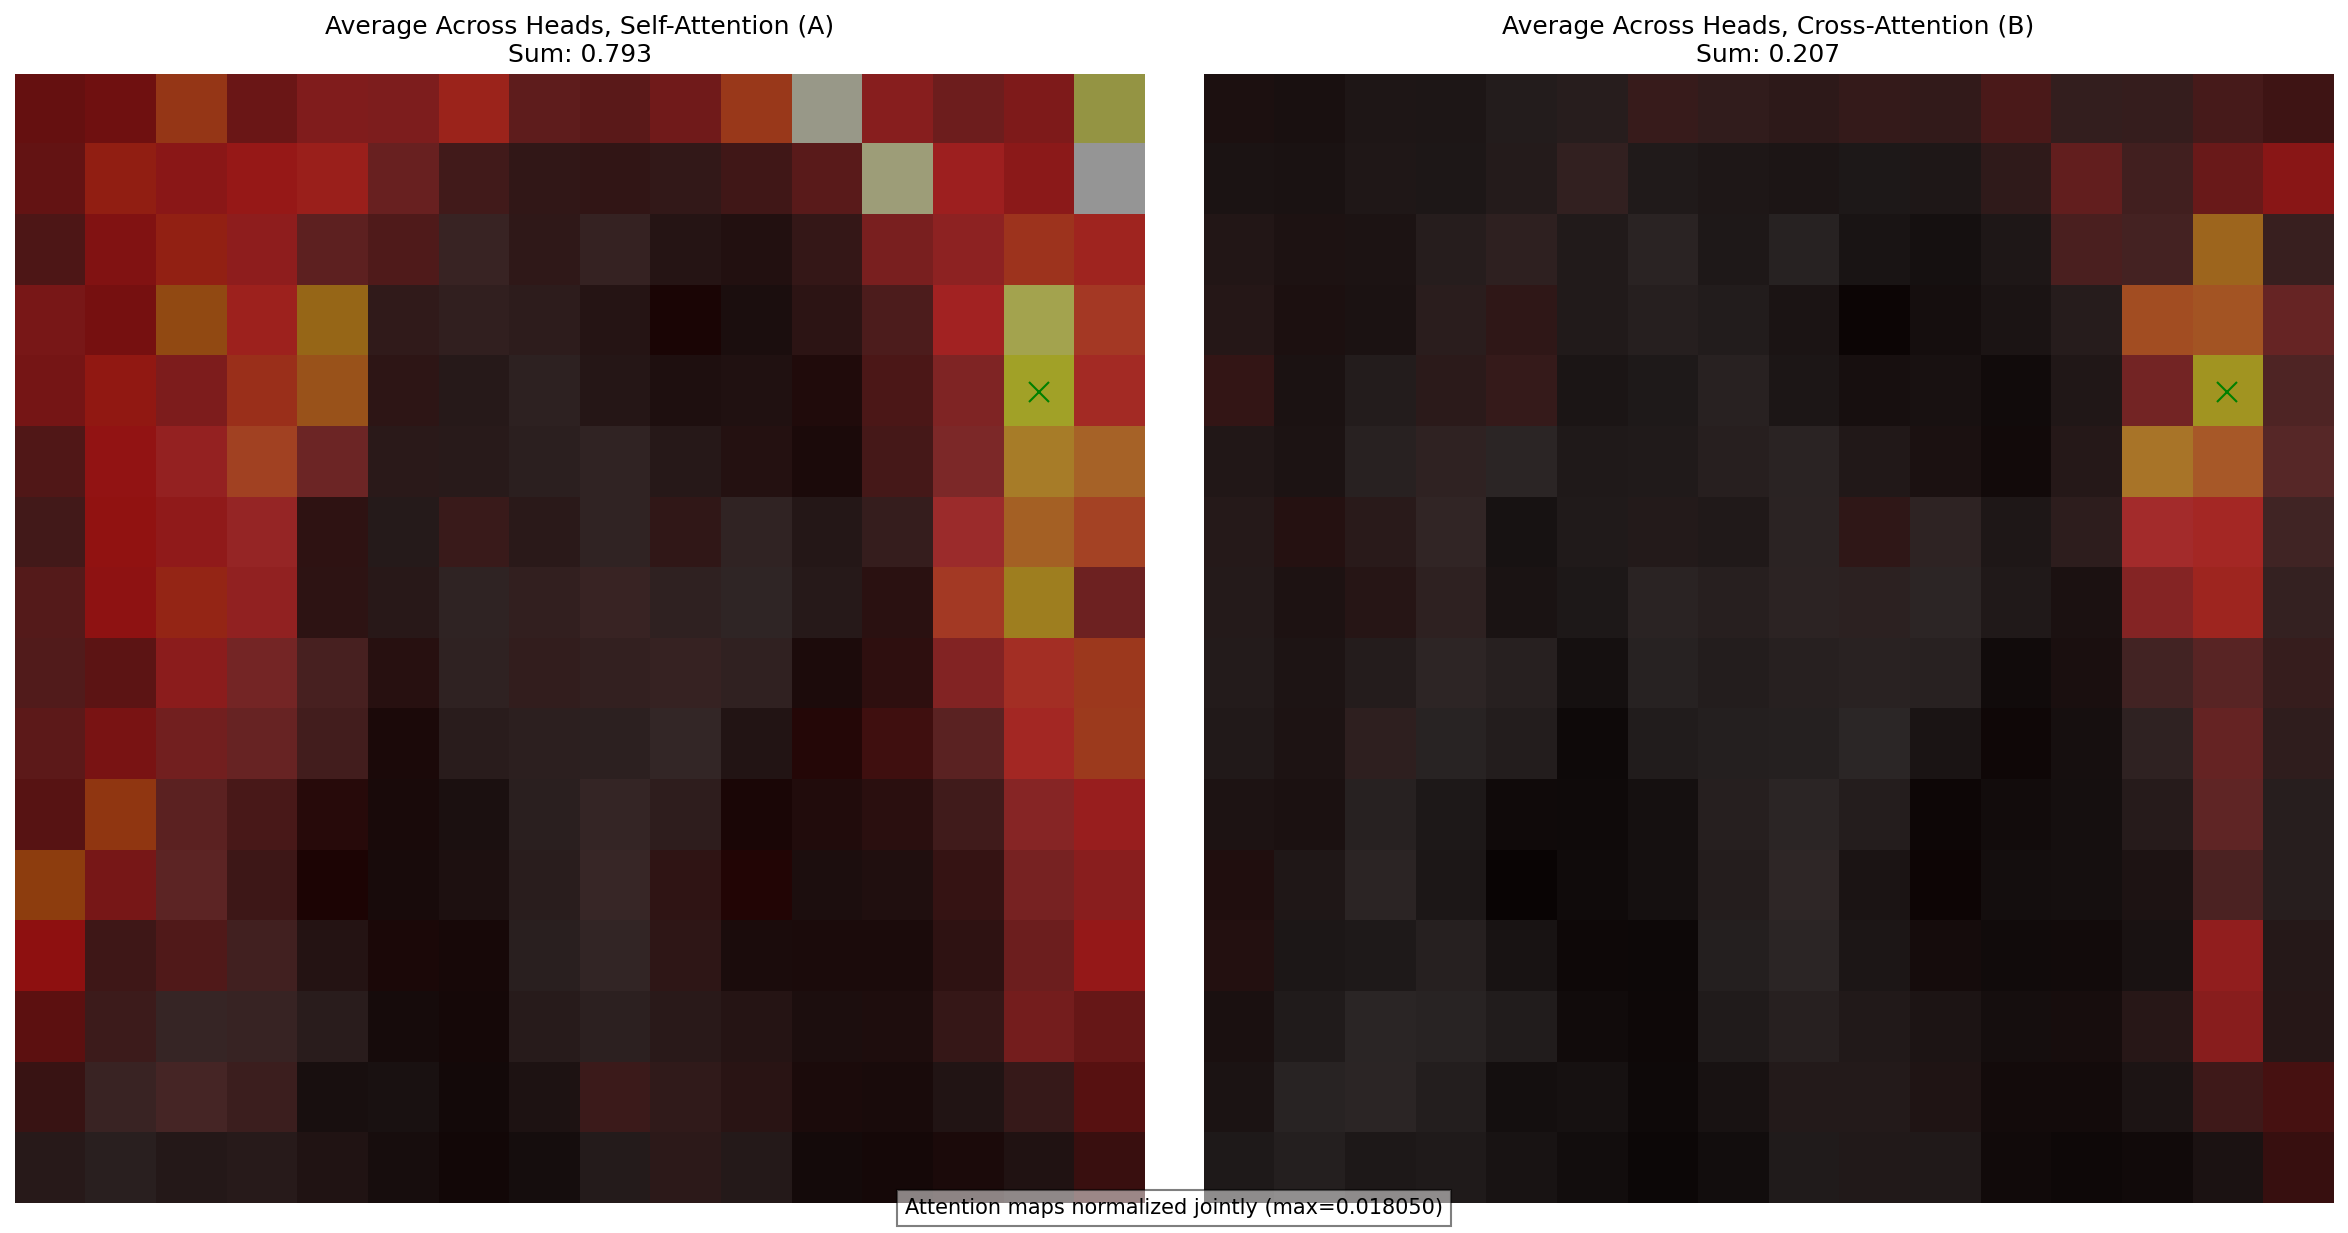 Average Across Heads, Self-Attention (A)
Sum: 0.793
Average Across Heads, Cross-Attention (B)
Sum: 0.207
Attention maps normalized jointly (max=0.018050)